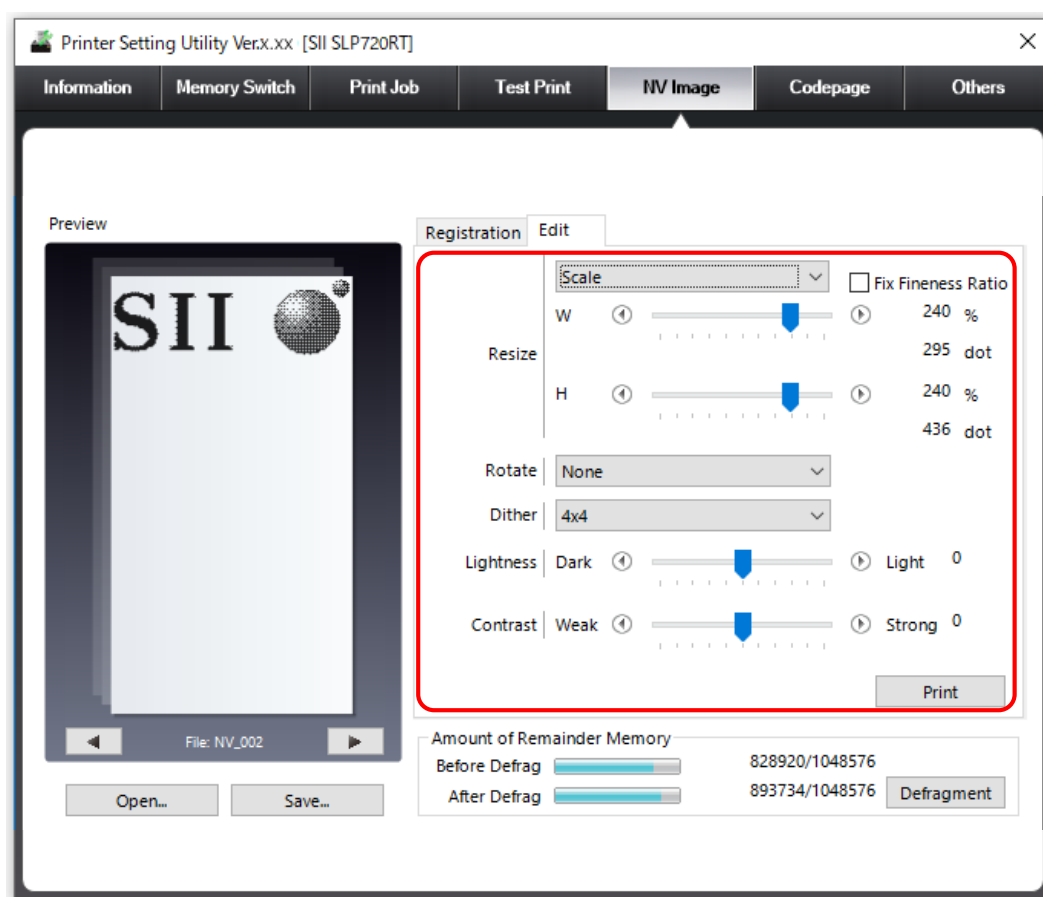 Printer Setting Utility Ver.x.xx [SII SLP720RT]
Information Memory Switch Print Job Test Print NV Image Codepage Others
Preview
Registration Edit
SII
Scale
Fix Fineness Ratio
W 240 %
295 dot
Resize
H 240 %
436 dot
Rotate None
Dither 4x4
Lightness Dark Light 0
Contrast Weak Strong 0
Print
File: NV_002
Open... Save...
Amount of Remainder Memory
Before Defrag 828920/1048576
After Defrag 893734/1048576 Defragment